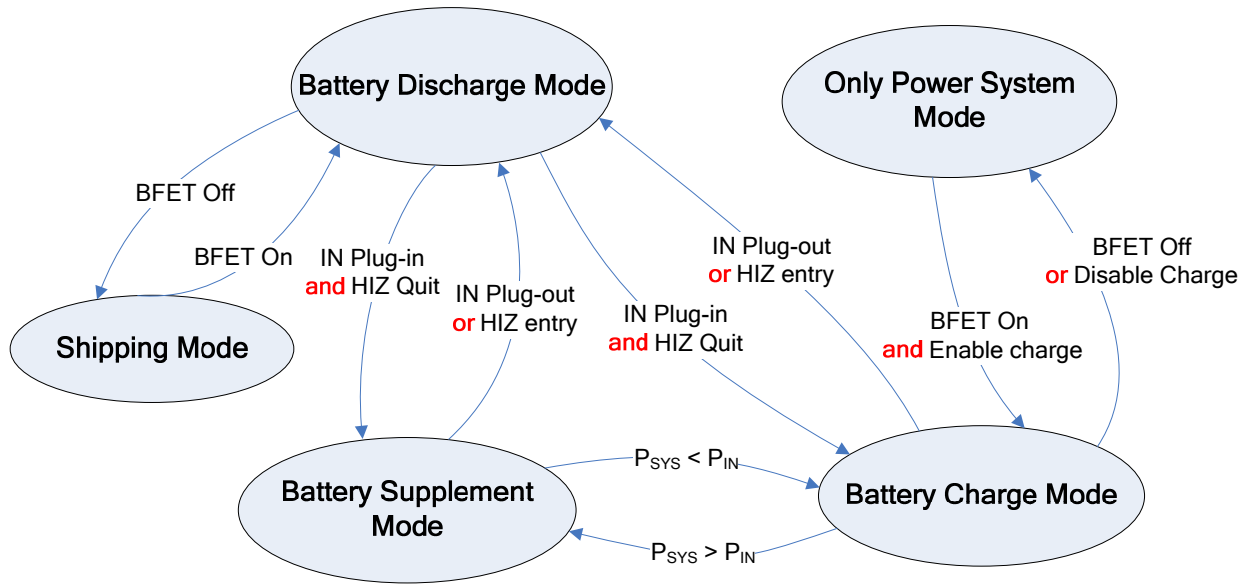 Battery Discharge Mode
Only Power System
Mode
BFET Off
BFET On
IN Plug-in
and HIZ Quit
IN Plug-out
or HIZ entry
IN Plug-in
and HIZ Quit
IN Plug-out
or HIZ entry
BFET Off
or Disable Charge
BFET On
and Enable charge
Shipping Mode
Battery Supplement
Mode
PSYS < PIN
PSYS > PIN
Battery Charge Mode